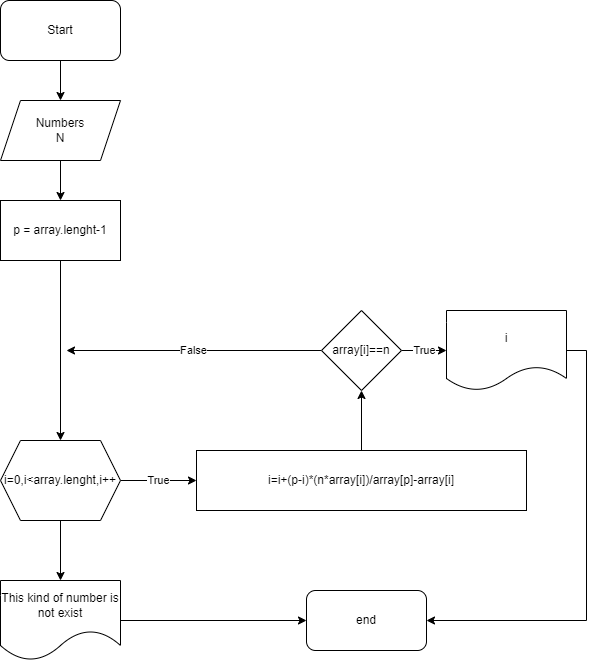 Start
Numbers
N
p = array.lenght-1
False
array[i]==n
True
i
i=0,i<array.lenght,i++
True
i=i+(p-i)*(n*array[i])/array[p]-array[i]
This kind of number is
not exist
end